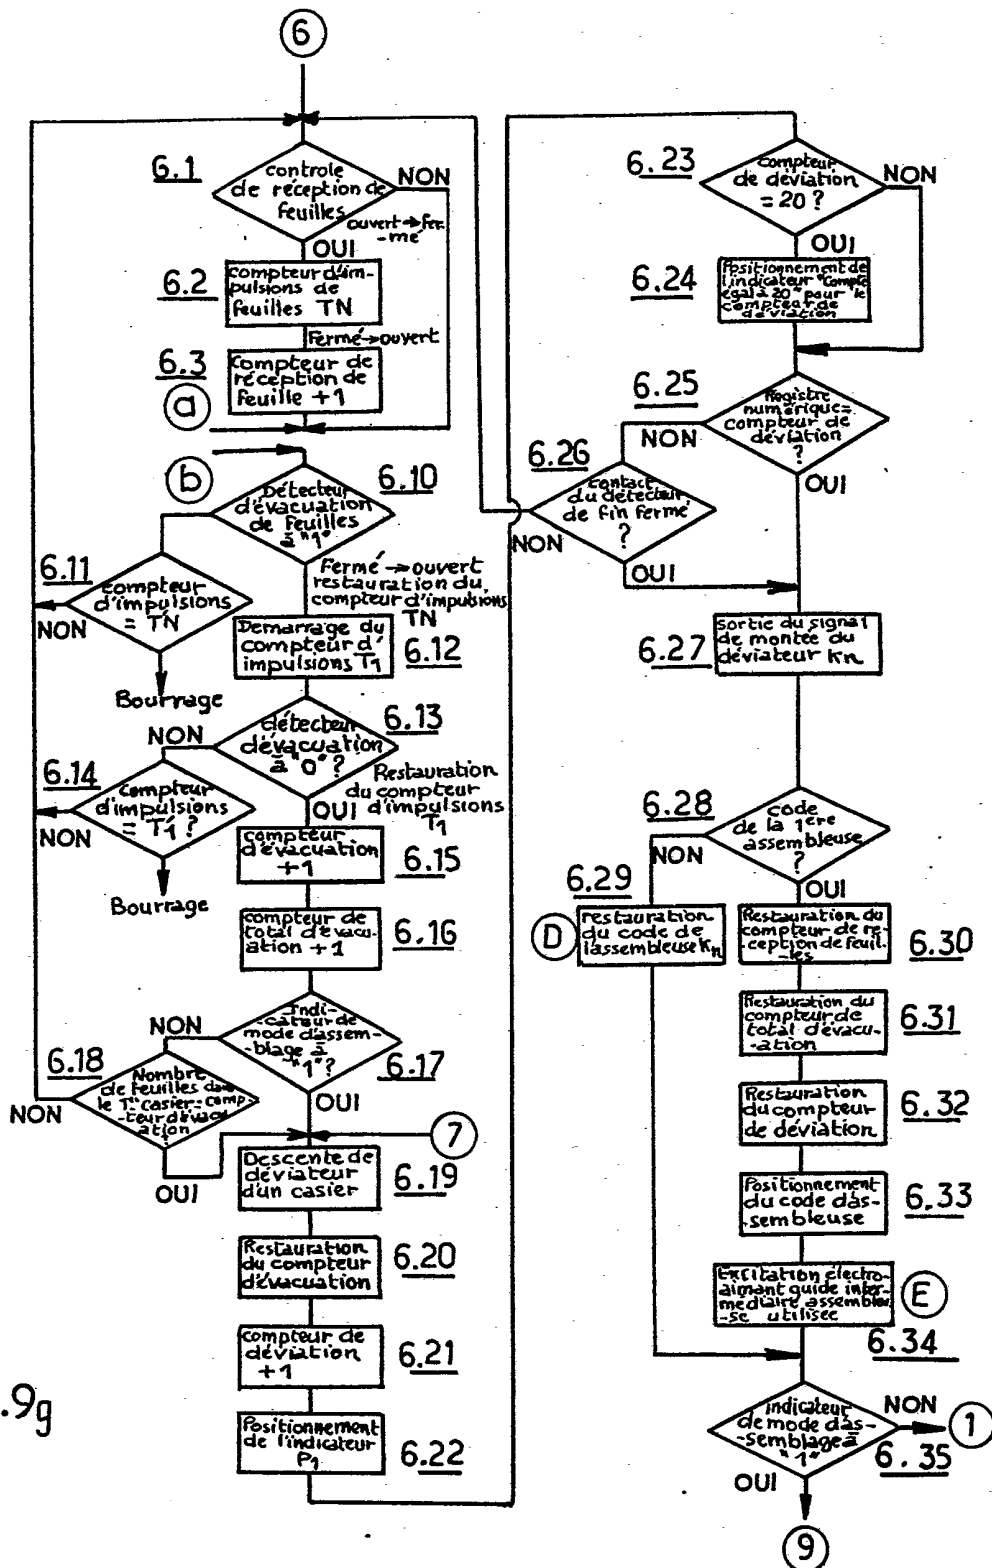 6
6.1
controle
de réception de
feuilles
NON
ouvert→fer-
-mé
OUI
6.2
compteur d'im-
pulsions de
feuilles TN
Fermé→ouvert
6.3
Compteur de
réception de
feuille +1
a
b
6.10
Détecteur
d'évacuation
de feuilles
à "1"
6.11
compteur
d'impulsions
= T'N
NON
Bourrage
Fermé→ouvert
restauration du
compteur d'impulsions
TN
Demarrage du
compteur d'
impulsions T1
6.12
6.13
détecteur
d'évacuation
à "0" ?
NON
OUI
Restauration
du compteur
d'impulsions
T1
6.14
compteur
d'impulsions
= T'1 ?
NON
Bourrage
compteur
d'évacuation
+1
6.15
compteur de
total d'évacu-
ation +1
6.16
Indi-
-cateur de
mode d'assem-
-blage à
"1" ?
6.17
NON
OUI
6.18
Nombre
de feuilles dans
le casier = comp-
-teur d'évacu
ation
NON
OUI
7
Descente de
déviateur
d'un casier
6.19
Restauration
du compteur
d'évacuation
6.20
compteur de
déviation
+1
6.21
Positionnement
de l'indicateur
P1
6.22
.9g
6.23
compteur
de déviation
= 20 ?
NON
OUI
6.24
Positionnement de
l'indicateur "Compte
égal à 20" pour le
compteur de
déviation
6.25
Registre
numérique=
compteur de
déviation
?
NON
OUI
6.26
contact
du détecteur
de fin fermé
?
NON
OUI
6.27
Sortie du signal
de montée du
déviateur Kn
6.28
code
de la 1ere
assembleuse
?
NON
OUI
6.29
D
restauration
du code de
l'assembleuse Kn
Restauration du
compteur de ré-
-ception de feuil-
-les
6.30
Restauration du
compteur de
total d'évacu-
-ation
6.31
Restauration
du compteur
de déviation
6.32
Positionnement
du code d'as-
-sembleuse
6.33
Excitation électro-
aimant guide inter-
mediaire assembleu-
-se utilisée
E
6.34
indicateur
de mode d'as-
-semblage à
"1"
NON
1
6.35
OUI
9